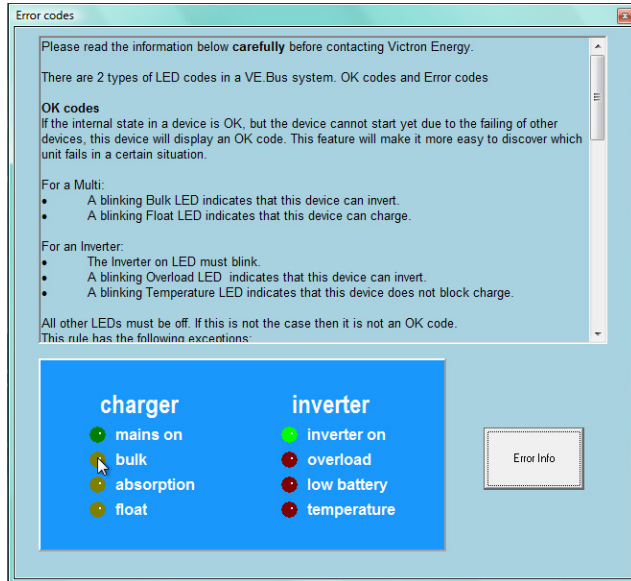 Error codes
Please read the information below carefully before contacting Victron Energy.
There are 2 types of LED codes in a VE.Bus system. OK codes and Error codes
OK codes
If the internal state in a device is OK, but the device cannot start yet due to the failing of other
devices, this device will display an OK code. This feature will make it more easy to discover which
unit fails in a certain situation.
For a Multi:
• A blinking Bulk LED indicates that this device can invert.
• A blinking Float LED indicates that this device can charge.
For an Inverter:
• The Inverter on LED must blink.
• A blinking Overload LED indicates that this device can invert.
• A blinking Temperature LED indicates that this device does not block charge.
All other LEDs must be off. If this is not the case then it is not an OK code.
This rule has the following exceptions:
charger
mains on
bulk
absorption
float
inverter
inverter on
overload
low battery
temperature
Error Info